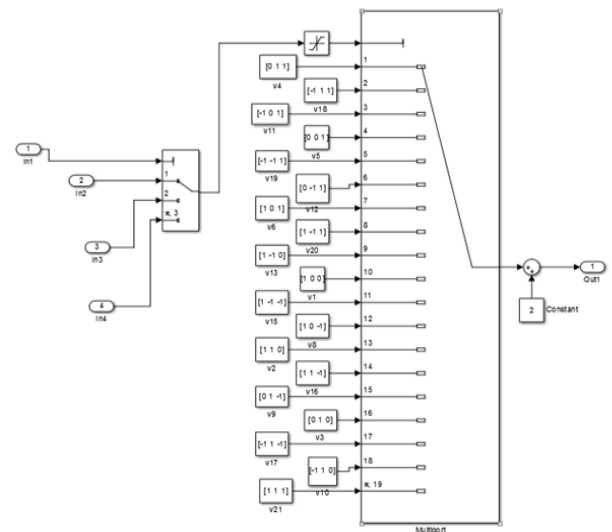 1
[0 1 1]
v4
2
[-1 1 1]
v18
3
[-1 0 1]
v11
4
[0 0 1]
v5
5
[-1 -1 1]
v19
6
[0 -1 1]
v12
7
[1 0 1]
v6
8
[1 -1 1]
v20
9
[1 -1 0]
v13
10
[1 0 0]
v1
11
[1 -1 -1]
v15
12
[1 0 -1]
v8
13
[1 1 0]
v2
14
[1 1 -1]
v16
15
[0 1 -1]
v9
16
[0 1 0]
v3
17
[-1 1 -1]
v17
18
[-1 1 0]
v10
*, 19
[1 1 1]
v21
1
In1
2
In2
3
In3
4
In4
1
2
*, 3
+
+
1
Out1
2
Constant
Multiport